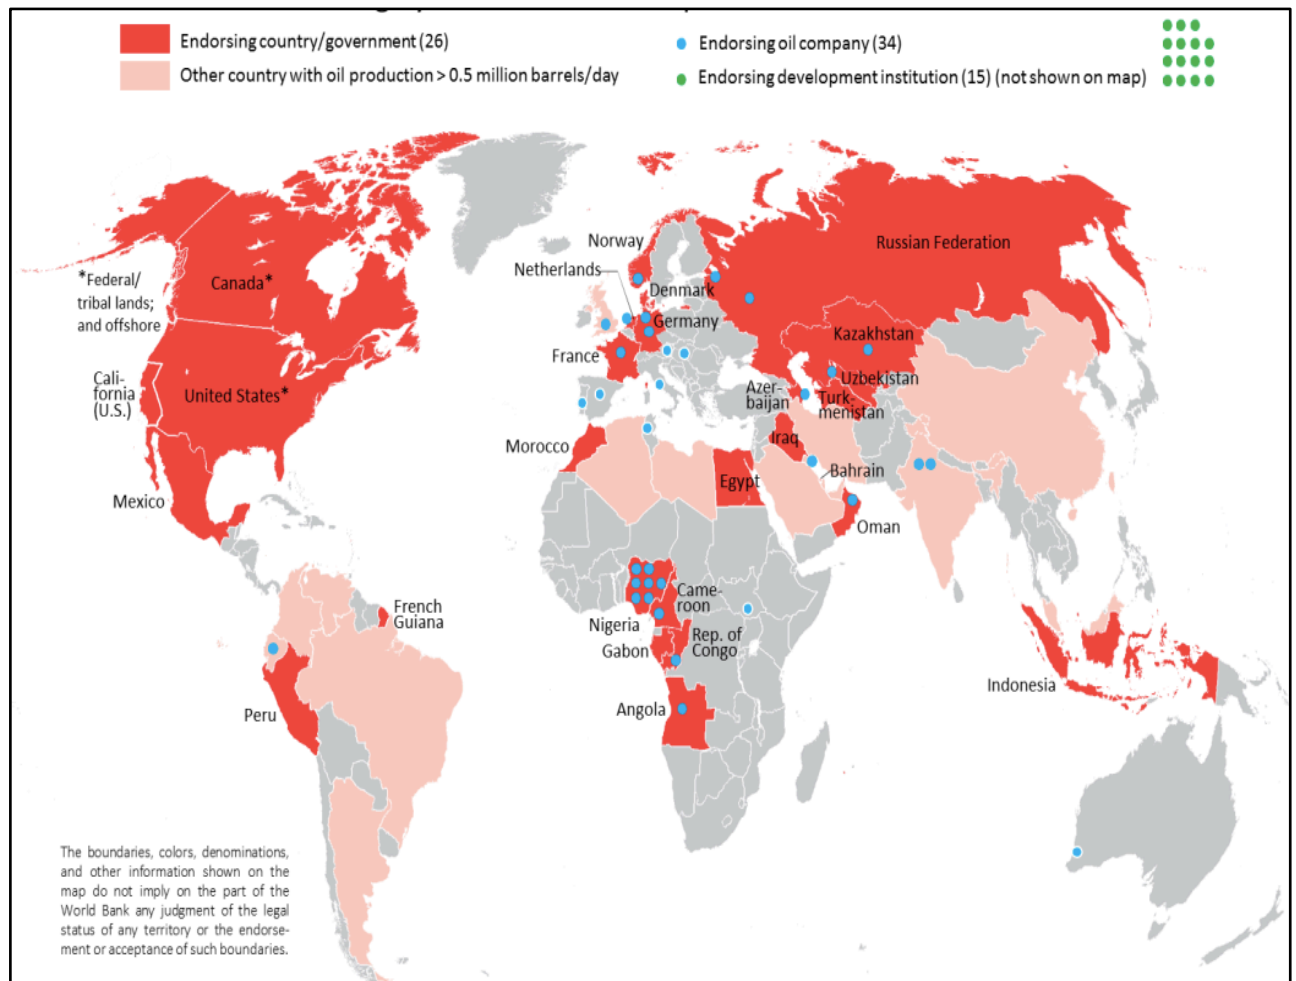 Endorsing country/government (26)
Other country with oil production > 0.5 million barrels/day
Endorsing oil company (34)
Endorsing development institution (15) (not shown on map)
*Federal/
tribal lands;
and offshore
Canada*
Cali-
fornia
(U.S.)
United States*
Mexico
French
Guiana
Peru
Norway
Netherlands
Denmark
Germany
France
Russian Federation
Kazakhstan
Uzbekistan
Azer-
baijan
Turk-
menistan
Morocco
Iraq
Egypt
Bahrain
Oman
Came-
roon
Nigeria
Gabon
Rep. of
Congo
Angola
Indonesia
The boundaries, colors, denominations,
and other information shown on the
map do not imply on the part of the
World Bank any judgment of the legal
status of any territory or the endorse-
ment or acceptance of such boundaries.